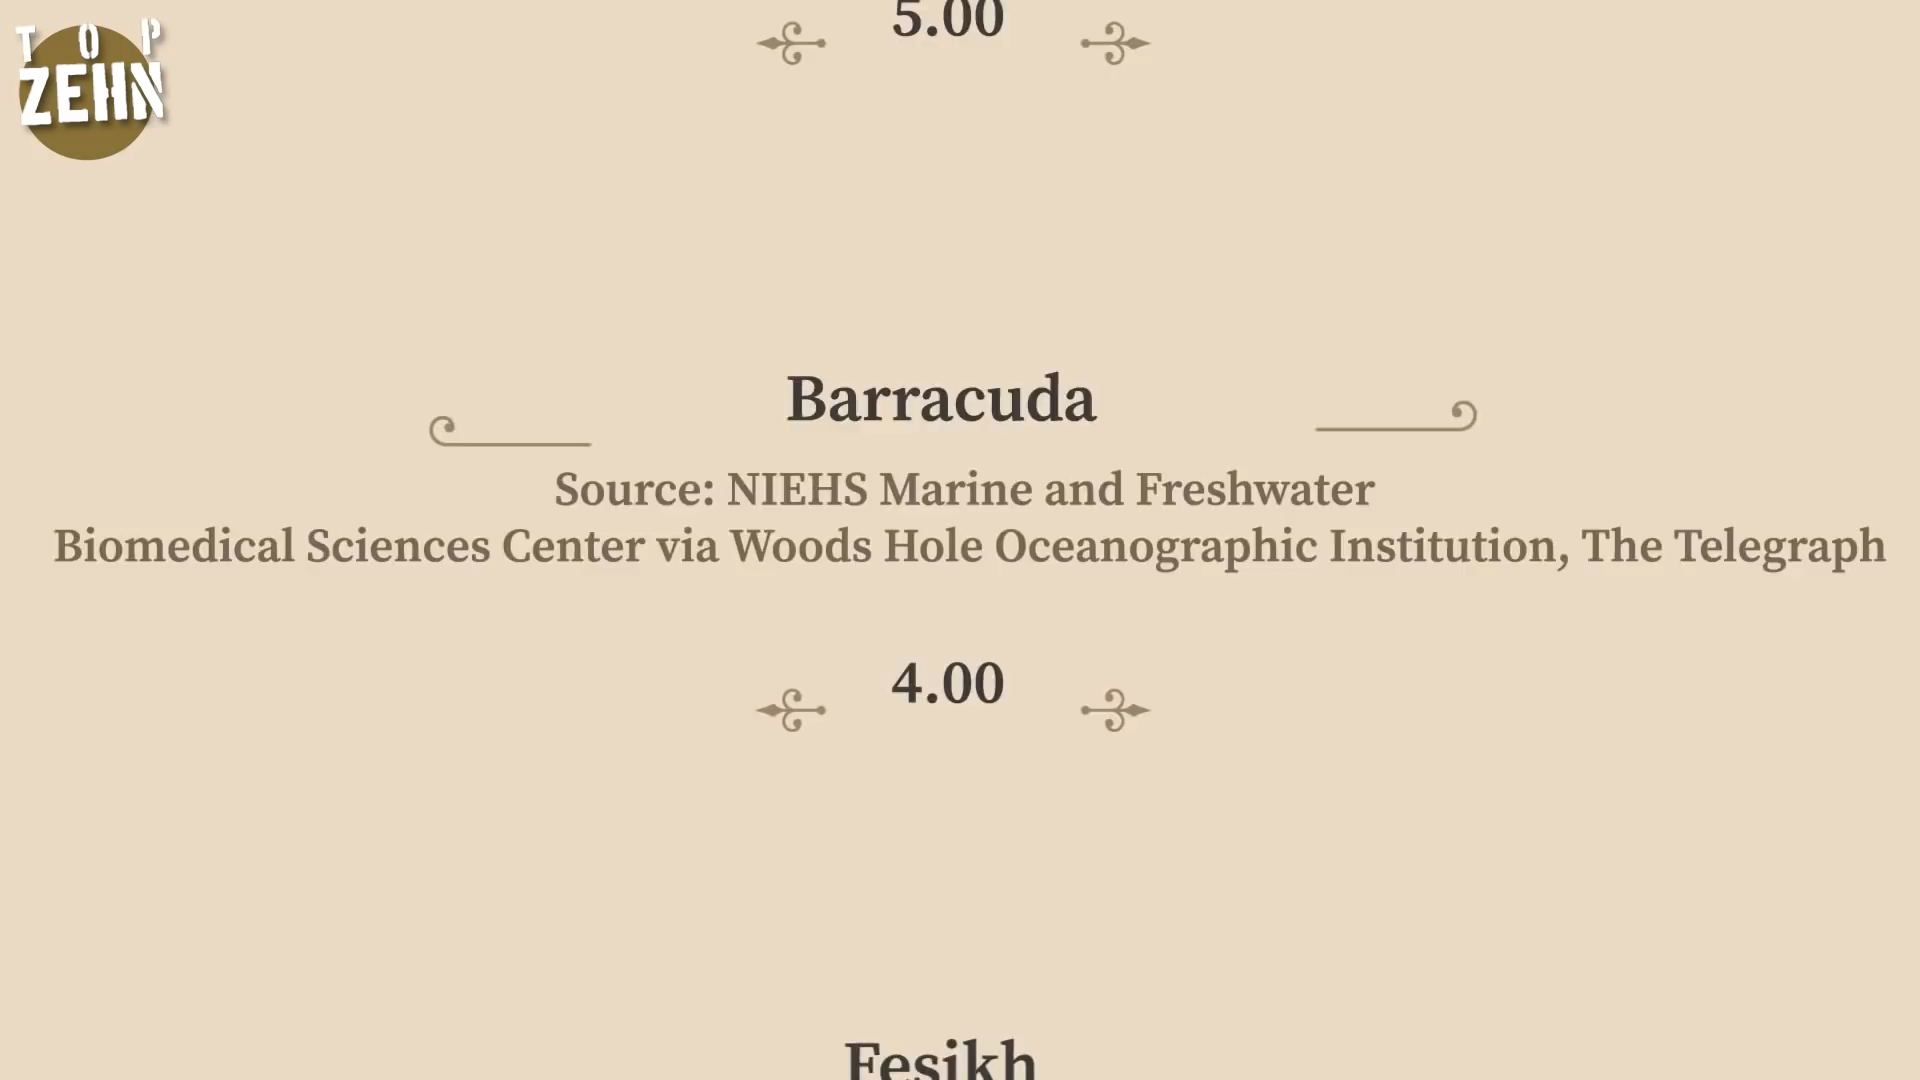 TOP
ZEHN
5.00
Barracuda
Source: NIEHS Marine and Freshwater
Biomedical Sciences Center via Woods Hole Oceanographic Institution, The Telegraph
4.00
Fesikh